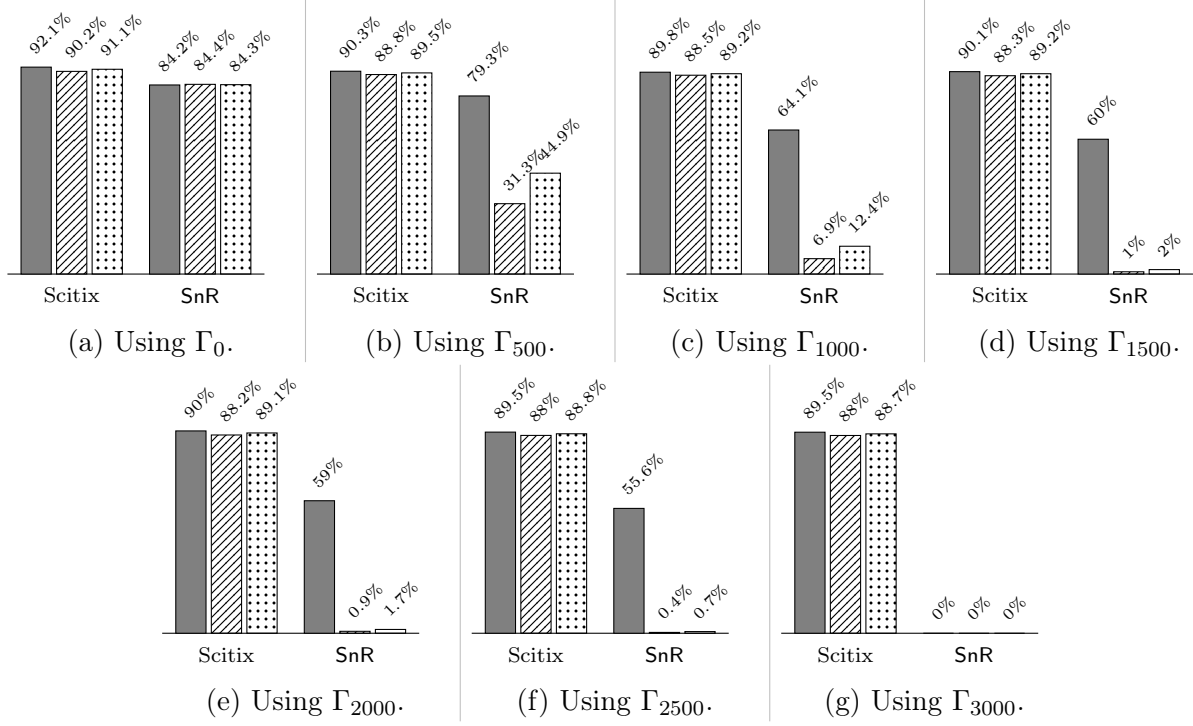 92.1% 90.2% 91.1% 84.2% 84.4% 84.3%
Scitix SnR
(a) Using Γ0.
90.3% 88.8% 89.5% 79.3% 31.3% 44.9%
Scitix SnR
(b) Using Γ500.
89.8% 88.5% 89.2% 64.1% 6.9% 12.4%
Scitix SnR
(c) Using Γ1000.
90.1% 88.3% 89.2% 60% 1% 2%
Scitix SnR
(d) Using Γ1500.
90% 88.2% 89.1% 59% 0.9% 1.7%
Scitix SnR
(e) Using Γ2000.
89.5% 88% 88.8% 55.6% 0.4% 0.7%
Scitix SnR
(f) Using Γ2500.
89.5% 88% 88.7% 0% 0% 0%
Scitix SnR
(g) Using Γ3000.